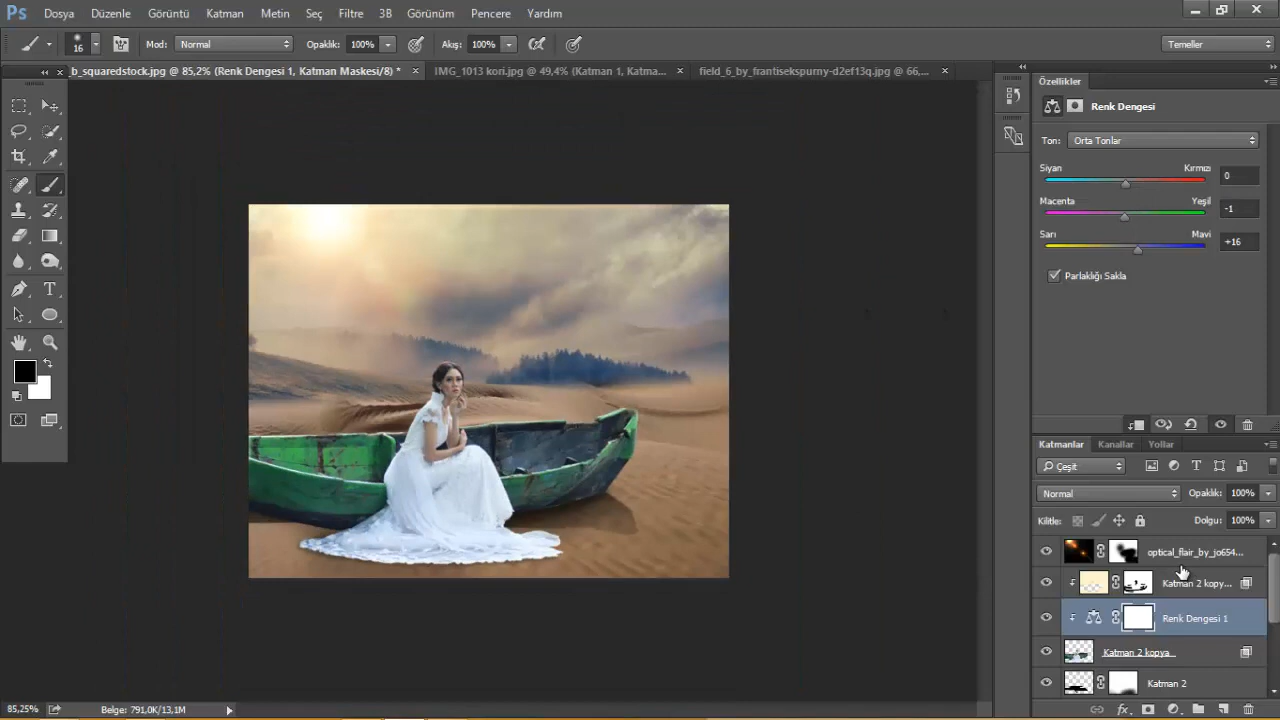 Ps Dosya Düzenle Görüntü Katman Metin Seç Filtre 3B Görünüm Pencere Yardım
16 Mod: Normal Opaklık: 100% Akış: 100% Temeller
_b_squaredstock.jpg @ 85,2% (Renk Dengesi 1, Katman Maskesi/8) * IMG_1013 kori.jpg @ 49,4% (Katman 1, Katma... field_6_by_frantisekspurny-d2ef13q.jpg @ 66,...
Özellikler
Renk Dengesi
Ton: Orta Tonlar
Siyan Kırmızı 0
Macenta Yeşil -1
Sarı Mavi +16
Parlaklığı Sakla
Katmanlar Kanallar Yollar
Çeşit
Normal Opaklık: 100%
Kilitle: Dolgu: 100%
optical_flair_by_jo654...
Katman 2 kopy...
Renk Dengesi 1
Katman 2 kopya
Katman 2
85,25% Belge: 791,0K/13,1M